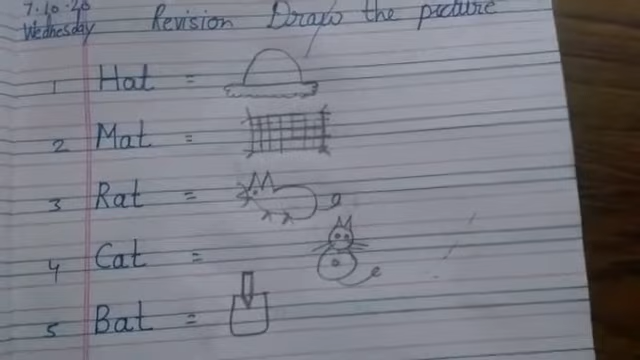 7.10.20
Wednesday Revision Draw the picture
1 Hat =
2 Mat =
3 Rat =
4 Cat =
5 Bat =